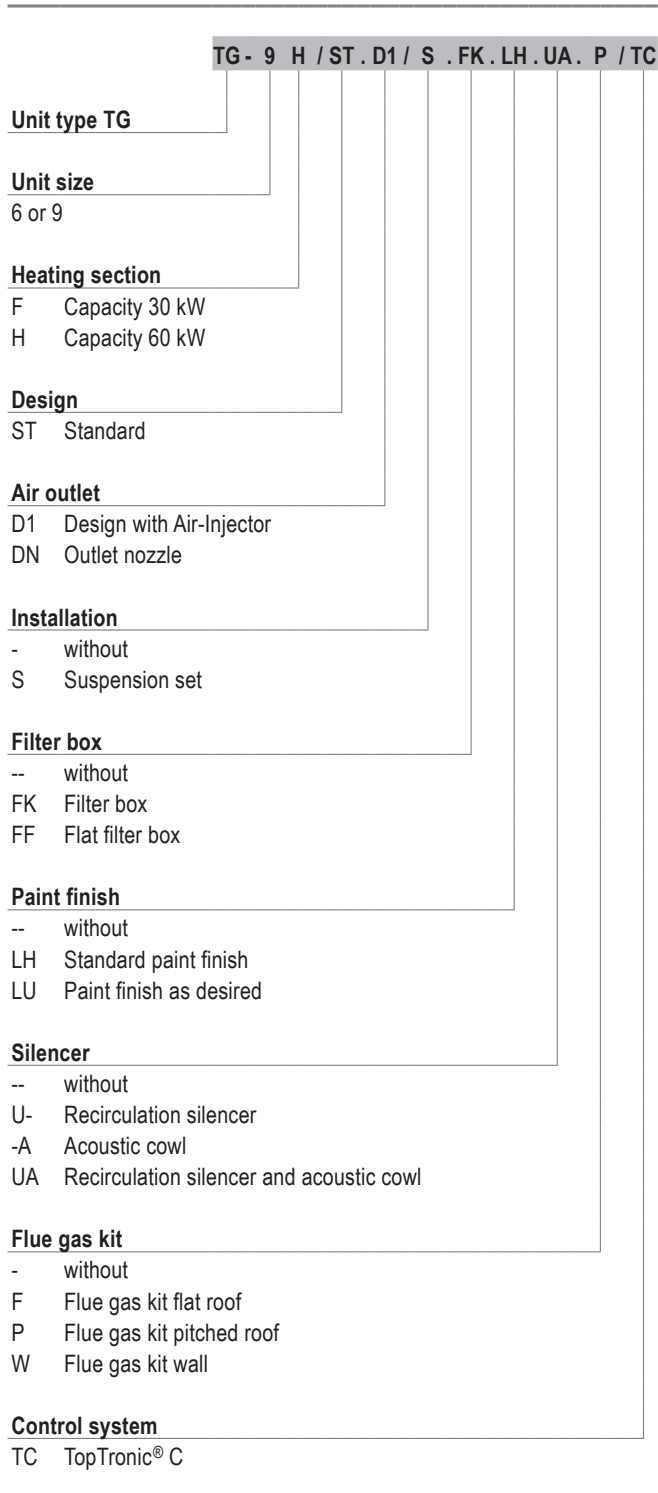 TG - 9 H / ST . D1 / S . FK . LH . UA . P / TC
Unit type TG
Unit size
6 or 9
Heating section
F Capacity 30 kW
H Capacity 60 kW
Design
ST Standard
Air outlet
D1 Design with Air-Injector
DN Outlet nozzle
Installation
- without
S Suspension set
Filter box
-- without
FK Filter box
FF Flat filter box
Paint finish
-- without
LH Standard paint finish
LU Paint finish as desired
Silencer
-- without
U- Recirculation silencer
-A Acoustic cowl
UA Recirculation silencer and acoustic cowl
Flue gas kit
- without
F Flue gas kit flat roof
P Flue gas kit pitched roof
W Flue gas kit wall
Control system
TC TopTronic® C